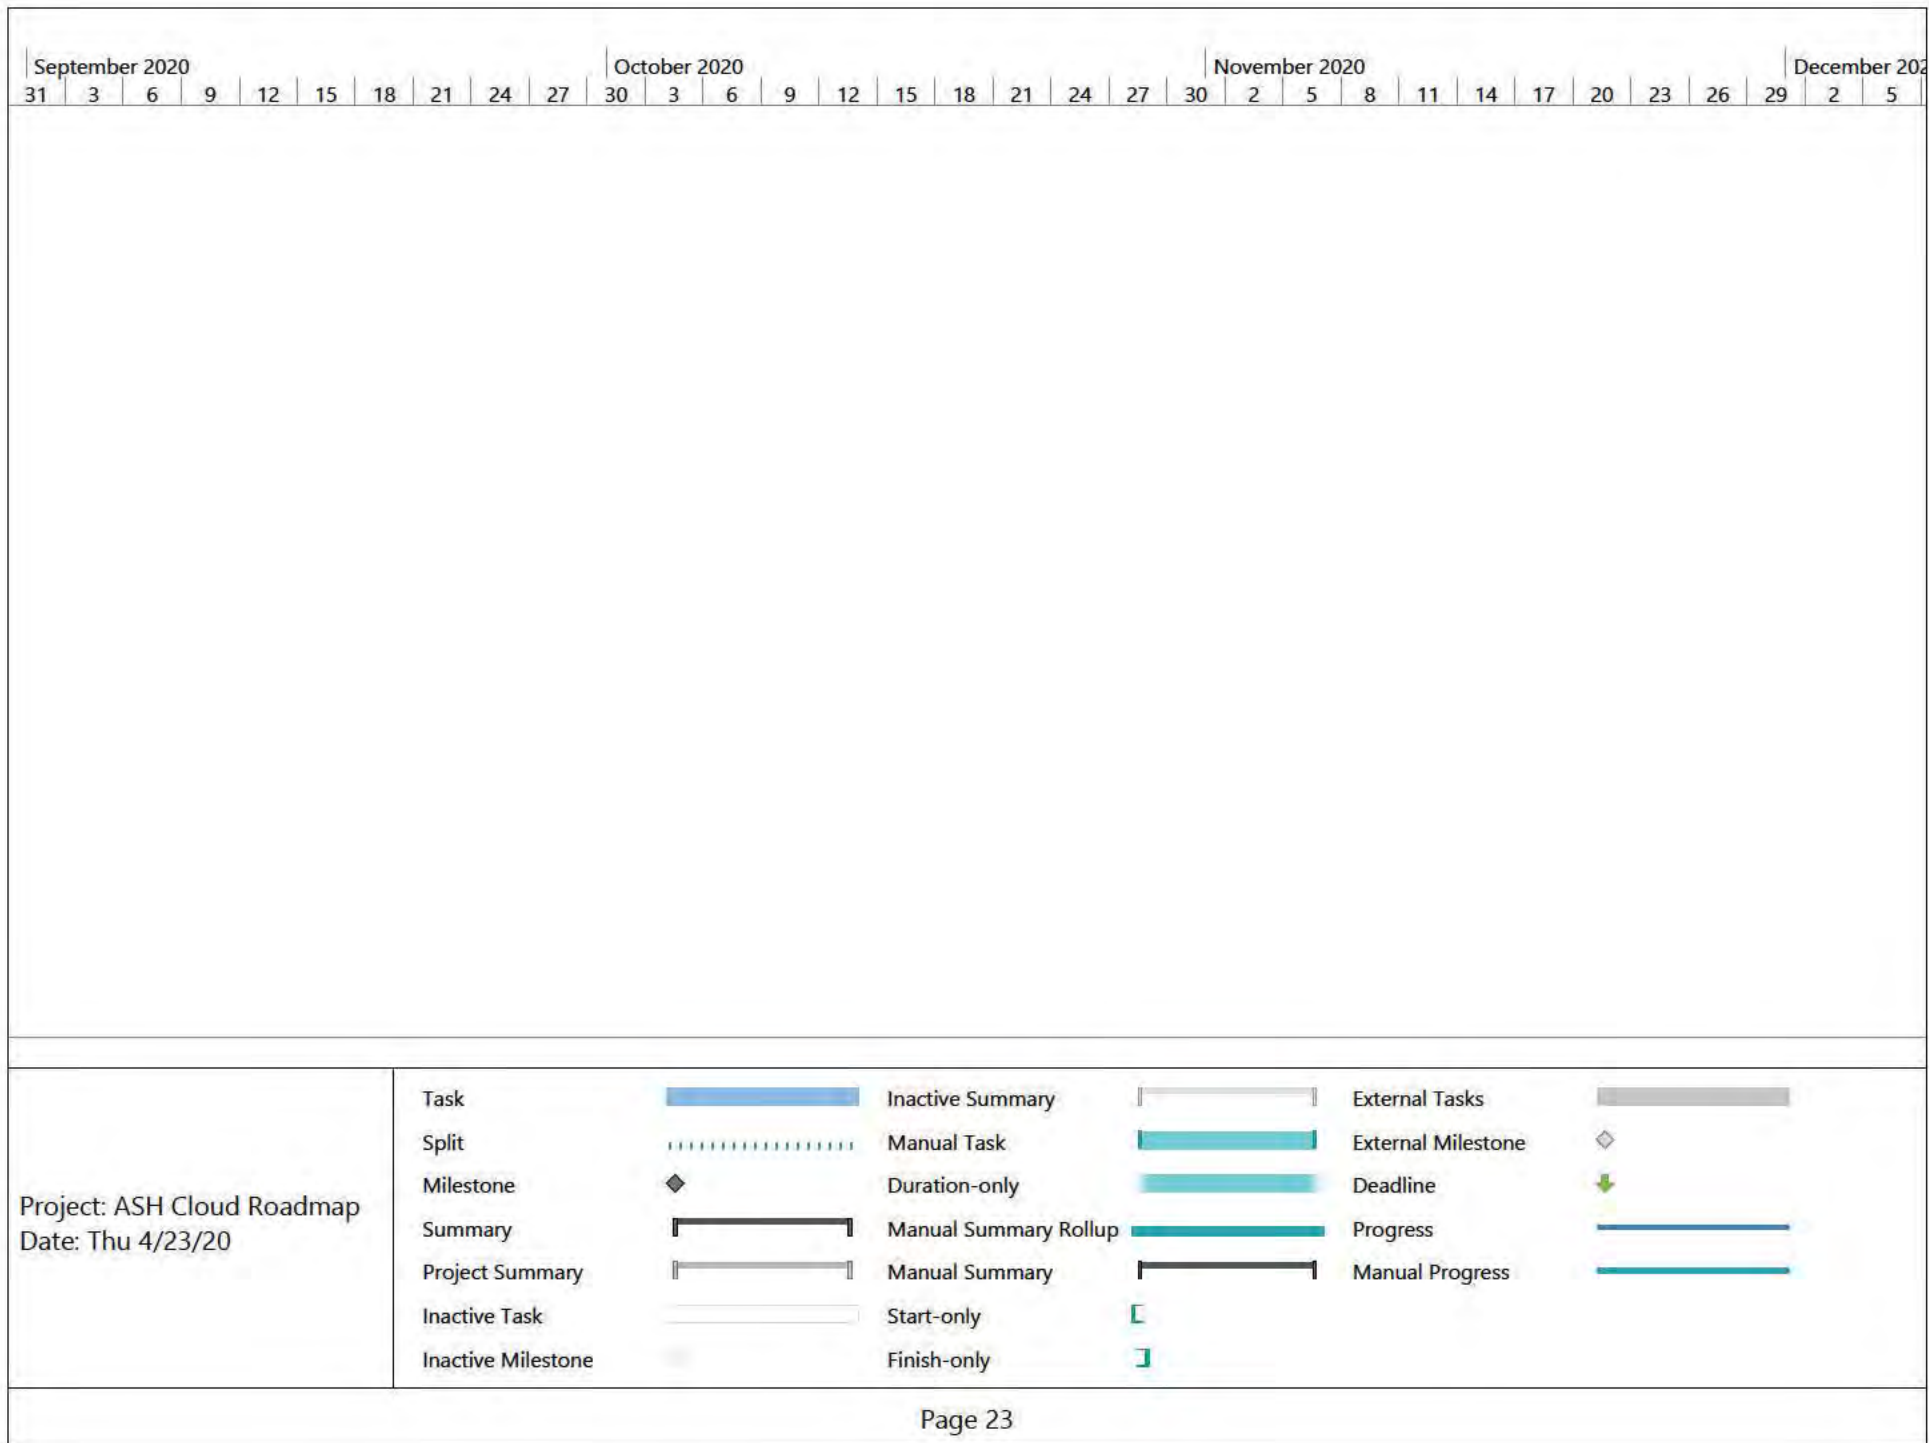 September 2020 October 2020 November 2020 December 202
31 3 6 9 12 15 18 21 24 27 30 3 6 9 12 15 18 21 24 27 30 2 5 8 11 14 17 20 23 26 29 2 5
Project: ASH Cloud Roadmap
Date: Thu 4/23/20
Task
Split
Milestone
Summary
Project Summary
Inactive Task
Inactive Milestone
Inactive Summary
Manual Task
Duration-only
Manual Summary Rollup
Manual Summary
Start-only
Finish-only
External Tasks
External Milestone
Deadline
Progress
Manual Progress
Page 23